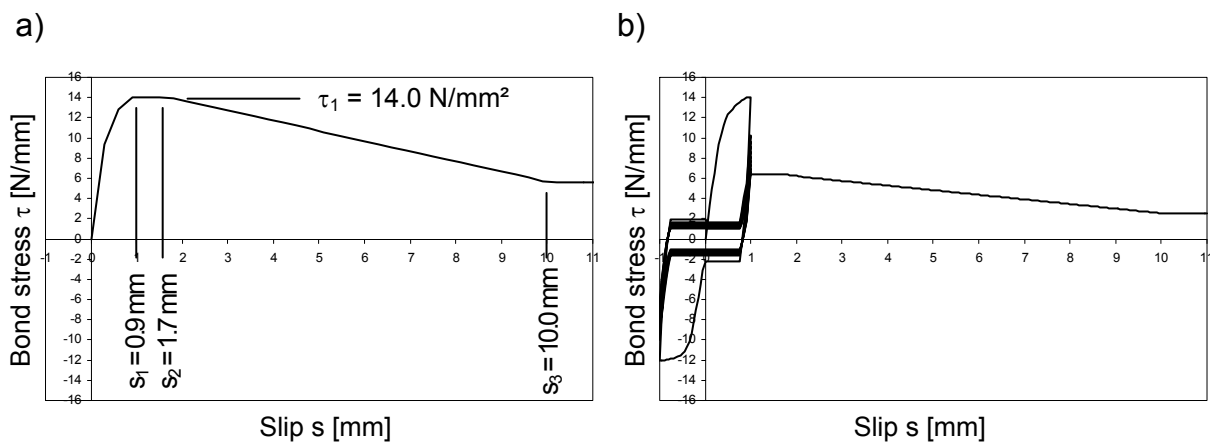 a)
b)
Bond stress τ [N/mm]
16
14
12
10
8
6
4
2
0
-2
-4
-6
-8
-10
-12
-14
-16
-1 0 1 2 3 4 5 6 7 8 9 10 11
τ1 = 14.0 N/mm²
s1 = 0.9 mm
s2 = 1.7 mm
s3 = 10.0 mm
Slip s [mm]
Bond stress τ [N/mm]
16
14
12
10
8
6
4
2
0
-2
-4
-6
-8
-10
-12
-14
-16
-1 0 1 2 3 4 5 6 7 8 9 10 11
Slip s [mm]